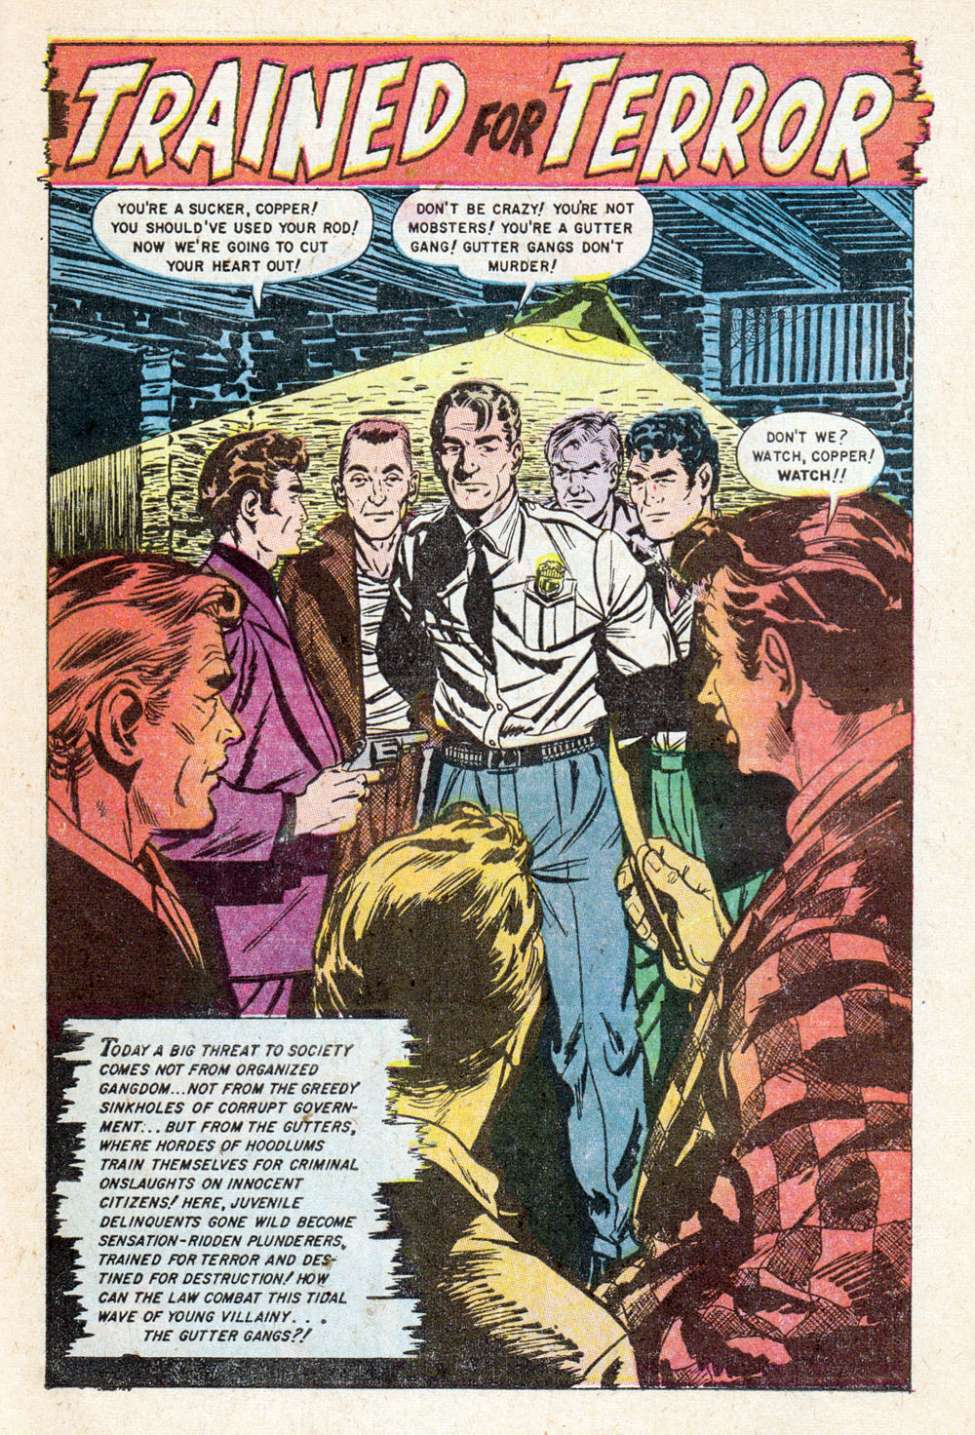 TRAINED FOR TERROR
YOU'RE A SUCKER, COPPER!
YOU SHOULD'VE USED YOUR ROD!
NOW WE'RE GOING TO CUT
YOUR HEART OUT!
DON'T BE CRAZY! YOU'RE NOT
MOBSTERS! YOU'RE A GUTTER
GANG! GUTTER GANGS DON'T
MURDER!
DON'T WE?
WATCH, COPPER!
WATCH!!
TODAY A BIG THREAT TO SOCIETY
COMES NOT FROM ORGANIZED
GANGDOM...NOT FROM THE GREEDY
SINKHOLES OF CORRUPT GOVERN-
MENT... BUT FROM THE GUTTERS,
WHERE HORDES OF HOODLUMS
TRAIN THEMSELVES FOR CRIMINAL
ONSLAUGHTS ON INNOCENT
CITIZENS! HERE, JUVENILE
DELINQUENTS GONE WILD BECOME
SENSATION-RIDDEN PLUNDERERS,
TRAINED FOR TERROR AND DES-
TINED FOR DESTRUCTION! HOW
CAN THE LAW COMBAT THIS TIDAL
WAVE OF YOUNG VILLAINY. . .
THE GUTTER GANGS?!